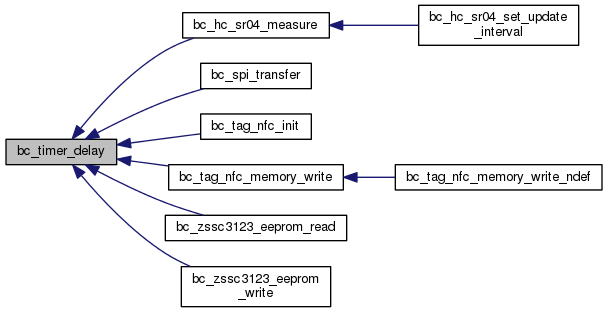 bc_timer_delay
bc_hc_sr04_measure
bc_hc_sr04_set_update
_interval
bc_spi_transfer
bc_tag_nfc_init
bc_tag_nfc_memory_write
bc_tag_nfc_memory_write_ndef
bc_zssc3123_eeprom_read
bc_zssc3123_eeprom
_write